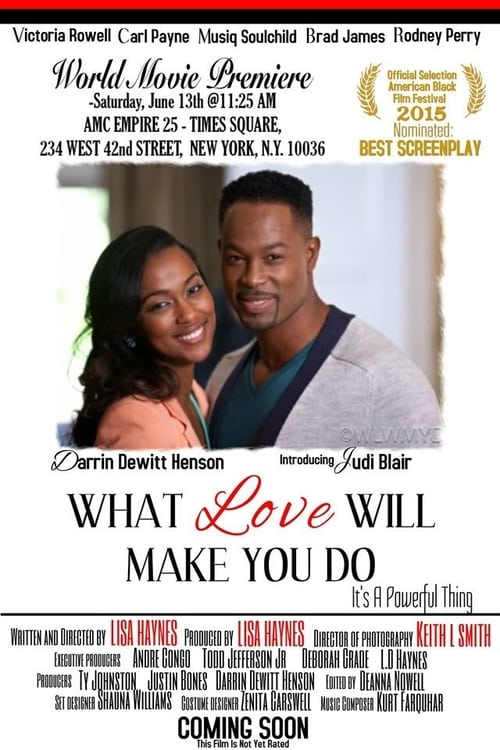 Victoria Rowell Carl Payne Musiq Soulchild Brad James Rodney Perry
World Movie Premiere
-Saturday, June 13th @11:25 AM
AMC EMPIRE 25 - TIMES SQUARE,
234 WEST 42nd STREET, NEW YORK, N.Y. 10036
Official Selection
American Black
Film Festival
2015
Nominated:
BEST SCREENPLAY
©WLWMYD
Darrin Dewitt Henson Introducing Judi Blair
WHAT Love WILL
MAKE YOU DO
It's A Powerful Thing
WRITTEN AND DIRECTED BY LISA HAYNES PRODUCED BY LISA HAYNES DIRECTOR OF PHOTOGRAPHY KEITH L SMITH
EXECUTIVE PRODUCERS ANDRE CONGO TODD JEFFERSON JR DEBORAH GRADE L.D HAYNES
PRODUCERS TY JOHNSTON JUSTIN BONES DARRIN DEWITT HENSON EDITED BY DEANNA NOWELL
SET DESIGNER SHAUNA WILLIAMS COSTUME DESIGNER ZENITA CARSWELL MUSIC COMPOSER KURT FARQUHAR
COMING SOON
This Film Is Not Yet Rated